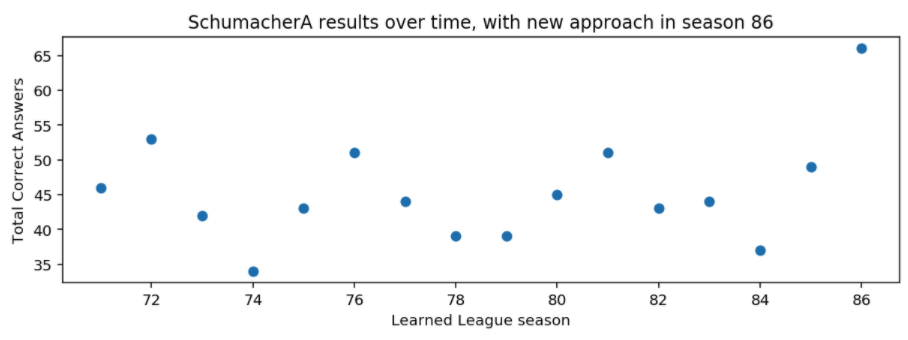 SchumacherA results over time, with new approach in season 86
Total Correct Answers
65
60
55
50
45
40
35
72 74 76 78 80 82 84 86
Learned League season